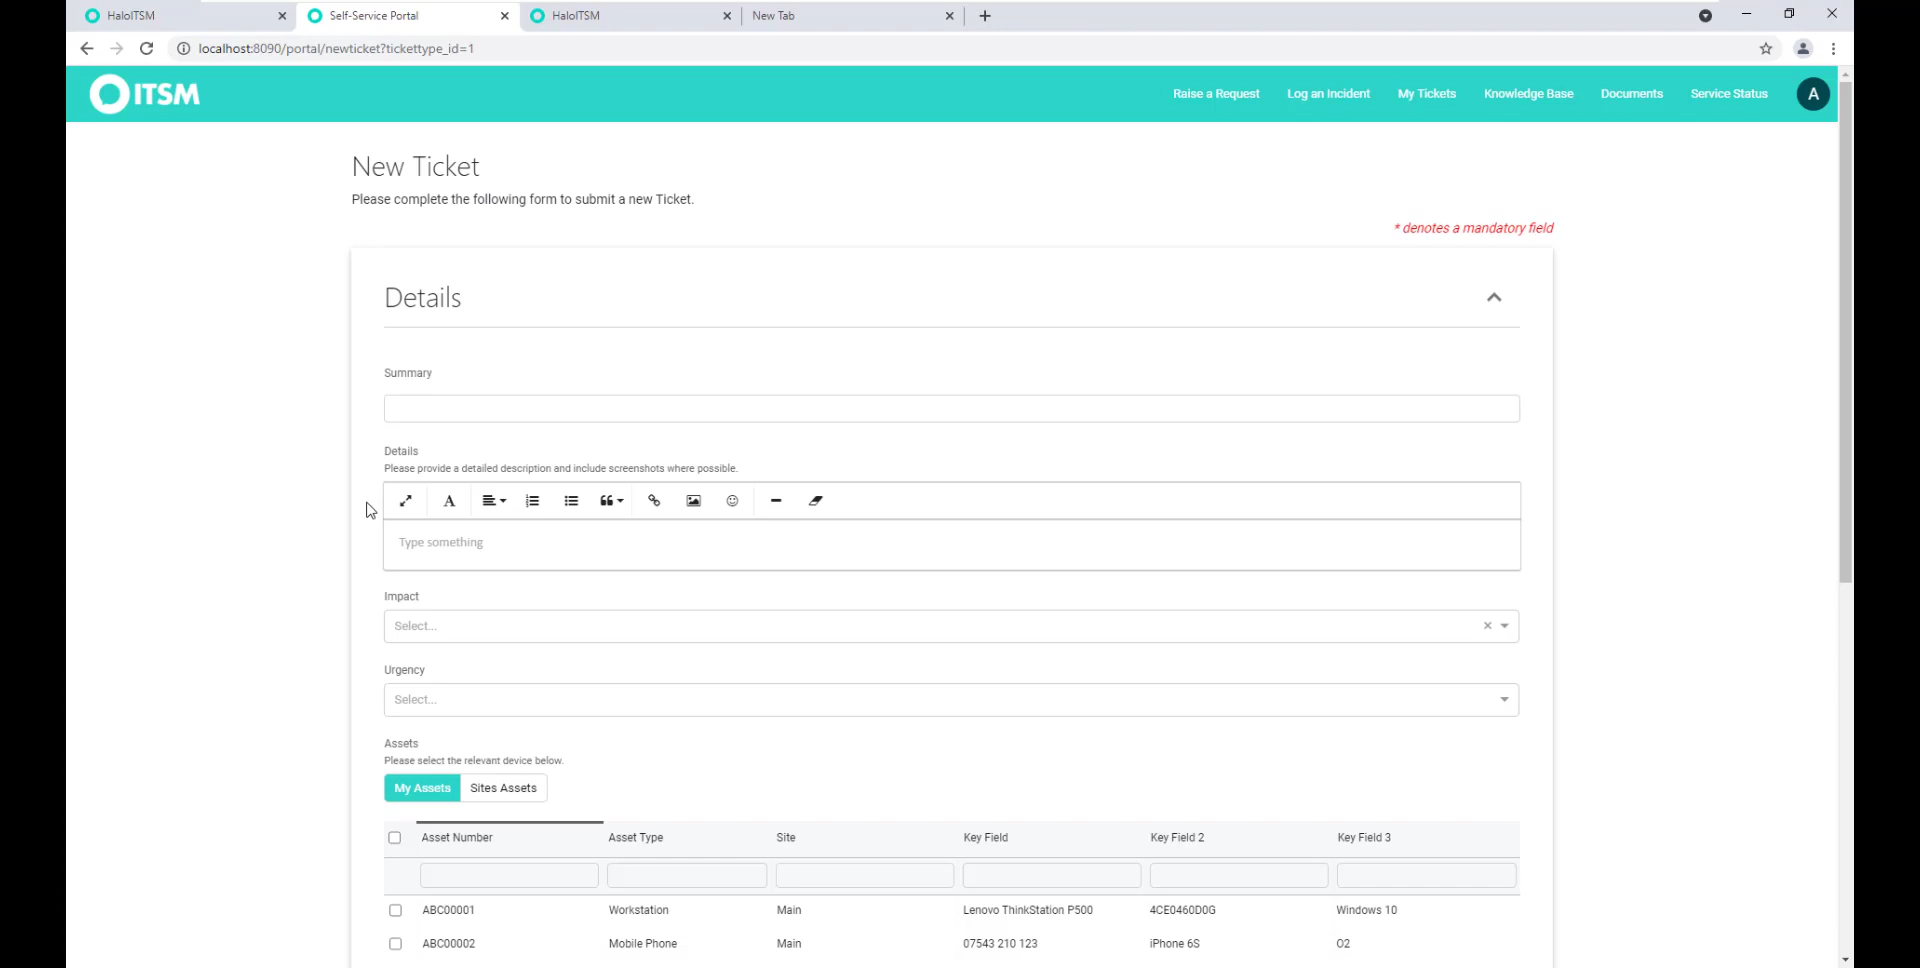 HaloITSM
Self-Service Portal
HaloITSM
New Tab
localhost:8090/portal/newticket?tickettype_id=1
ITSM
Raise a Request
Log an Incident
My Tickets
Knowledge Base
Documents
Service Status
A
New Ticket
Please complete the following form to submit a new Ticket.
* denotes a mandatory field
Details
Summary
Details
Please provide a detailed description and include screenshots where possible.
A
Type something
Impact
Select...
Urgency
Select...
Assets
Please select the relevant device below.
My Assets
Sites Assets
Asset Number Asset Type Site Key Field Key Field 2 Key Field 3
ABC00001 Workstation Main Lenovo ThinkStation P500 4CE0460D0G Windows 10
ABC00002 Mobile Phone Main 07543 210 123 iPhone 6S O2